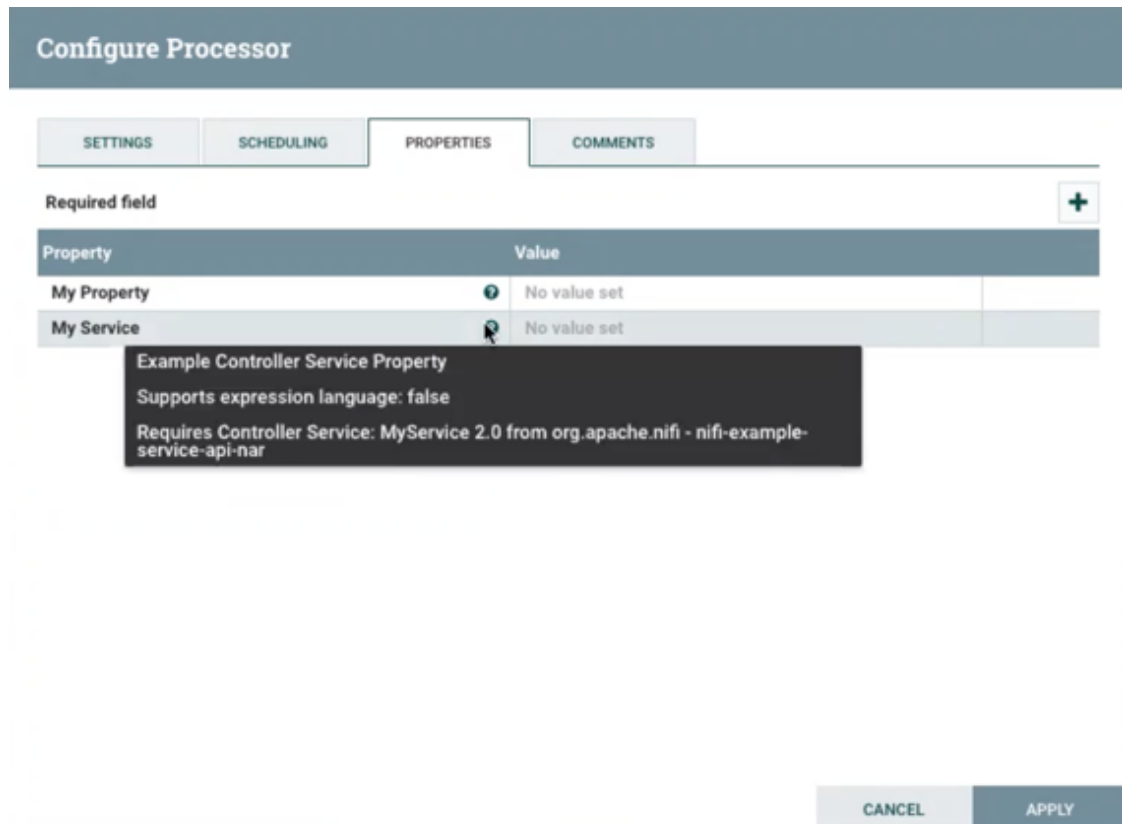 Configure Processor
SETTINGS SCHEDULING PROPERTIES COMMENTS
Required field
Property Value
My Property No value set
My Service No value set
Example Controller Service Property
Supports expression language: false
Requires Controller Service: MyService 2.0 from org.apache.nifi - nifi-example-
service-api-nar
CANCEL APPLY